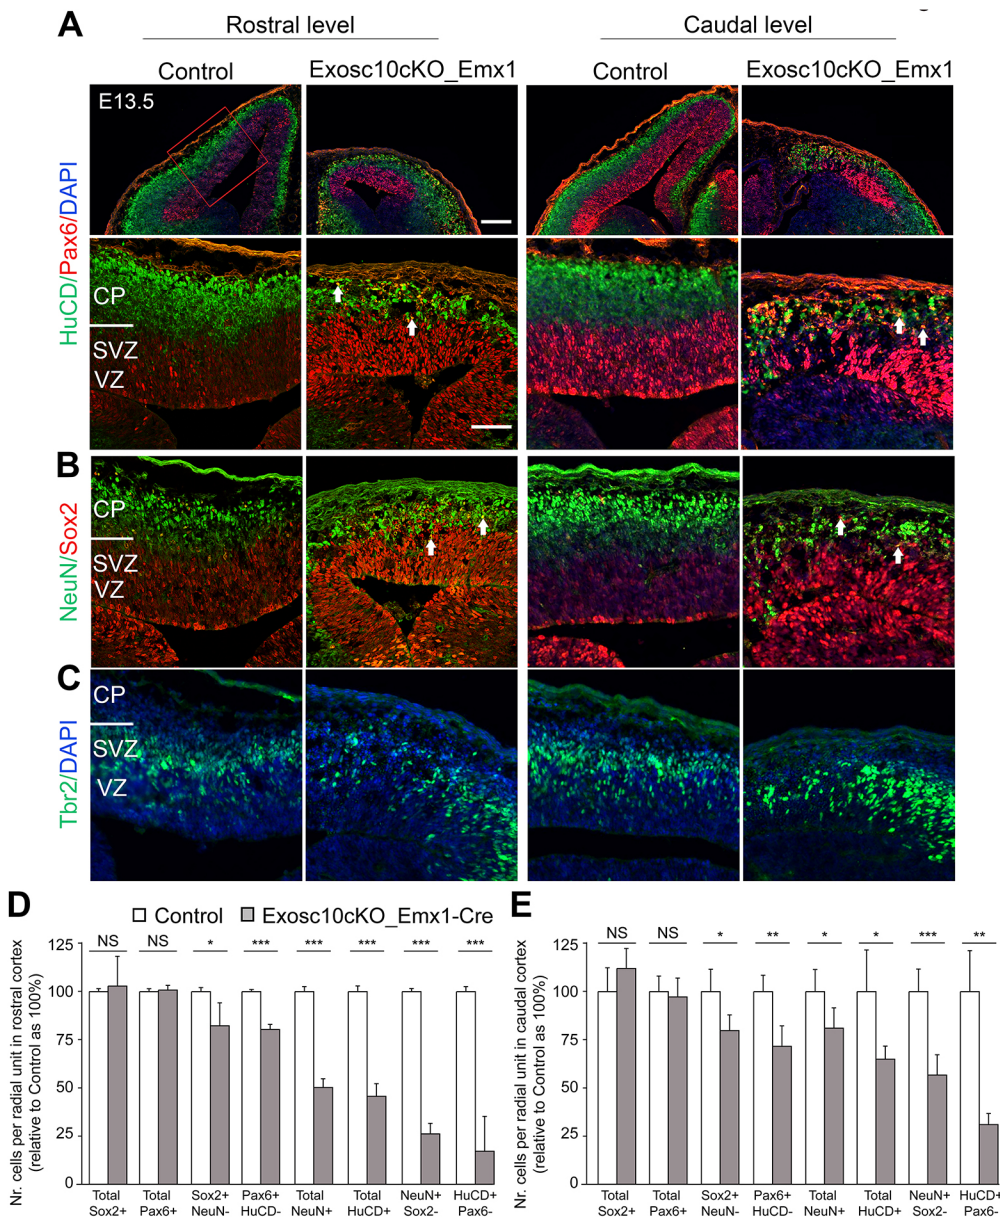 A
Rostral level
Caudal level
Control
Exosc10cKO_Emx1
Control
Exosc10cKO_Emx1
E13.5
HuCD/Pax6/DAPI
CP
SVZ
VZ
B
NeuN/Sox2
CP
SVZ
VZ
C
Tbr2/DAPI
CP
SVZ
VZ
D
Control
Exosc10cKO_Emx1-Cre
Nr. cells per radial unit in rostral cortex
(relative to Control as 100%)
125
100
75
50
25
0
NS NS * *** *** *** *** ***
Total Total Sox2+ Pax6+ Total Total NeuN+ HuCD+
Sox2+ Pax6+ NeuN- HuCD- NeuN+ HuCD+ Sox2- Pax6-
E
Nr. cells per radial unit in caudal cortex
(relative to Control as 100%)
125
100
75
50
25
0
NS NS * ** * * *** **
Total Total Sox2+ Pax6+ Total Total NeuN+ HuCD+
Sox2+ Pax6+ NeuN- HuCD- NeuN+ HuCD+ Sox2- Pax6-